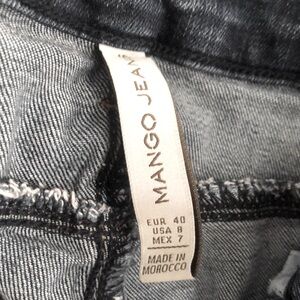 MANGO JEANS
EUR 40
USA 8
MEX 7
MADE IN
MOROCCO